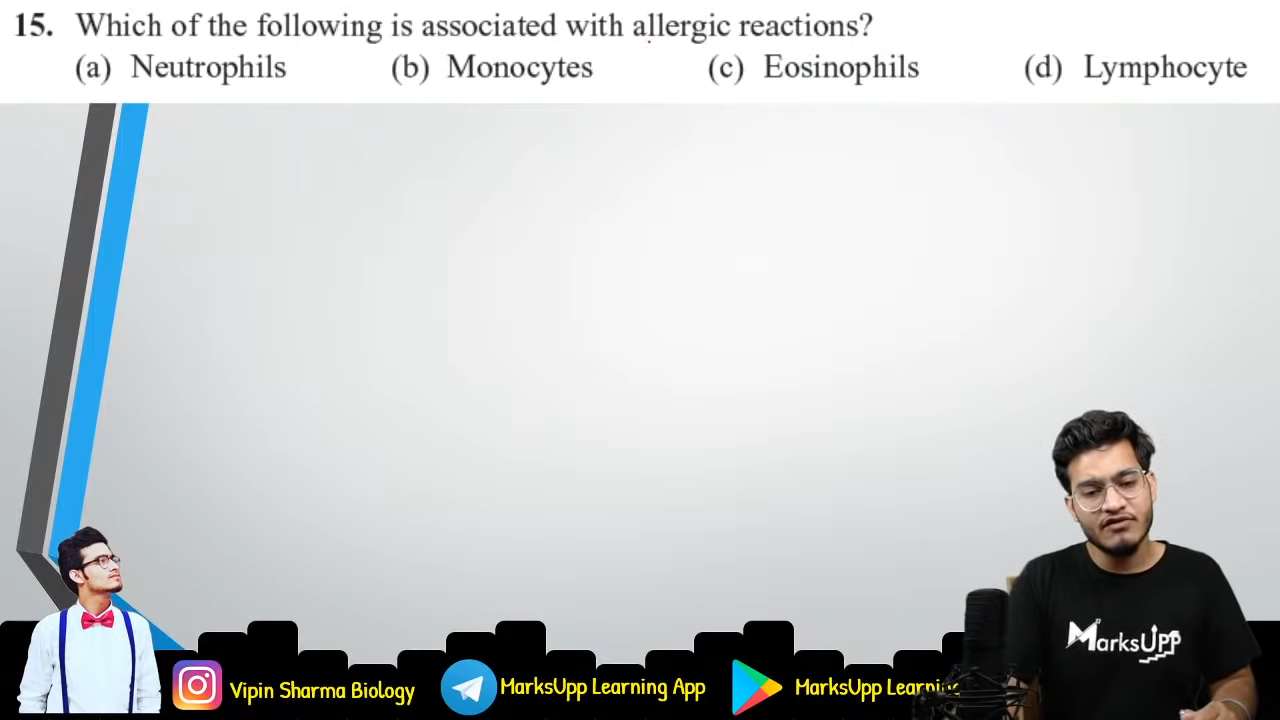 15. Which of the following is associated with allergic reactions?
(a) Neutrophils (b) Monocytes (c) Eosinophils (d) Lymphocyte
MarksUpp
Vipin Sharma Biology MarksUpp Learning App MarksUpp Learning